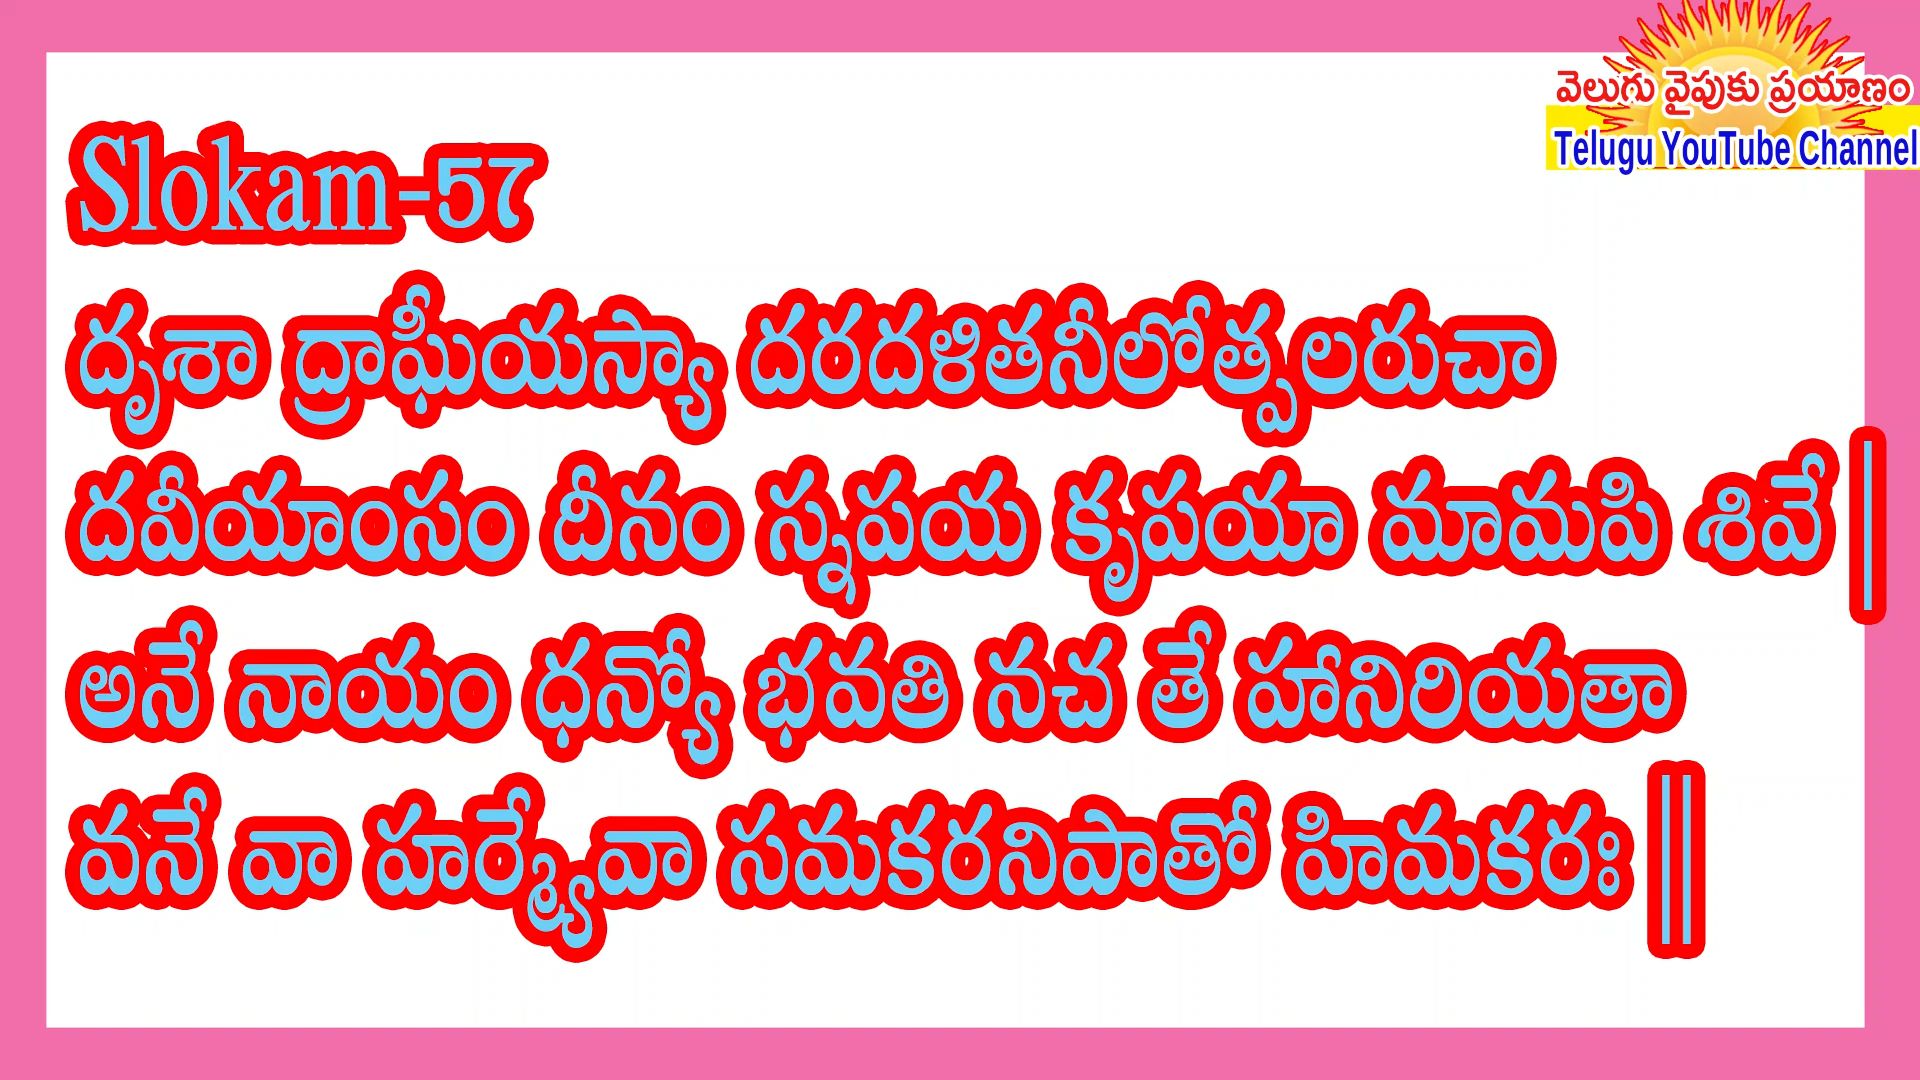 వెలుగు వైపుకు ప్రయాణం
Telugu YouTube Channel
Slokam-57
దృశా ద్రాఘీయస్యా దరదళితనీలోత్పలరుచా
దవీయాంసం దీనం స్నపయ కృపయా మామపి శివే |
అనే నాయం ధన్యో భవతి నచ తే హానిరియతా
వనే వా హర్మ్యేవా సమకరనిపాతో హిమకరః ||